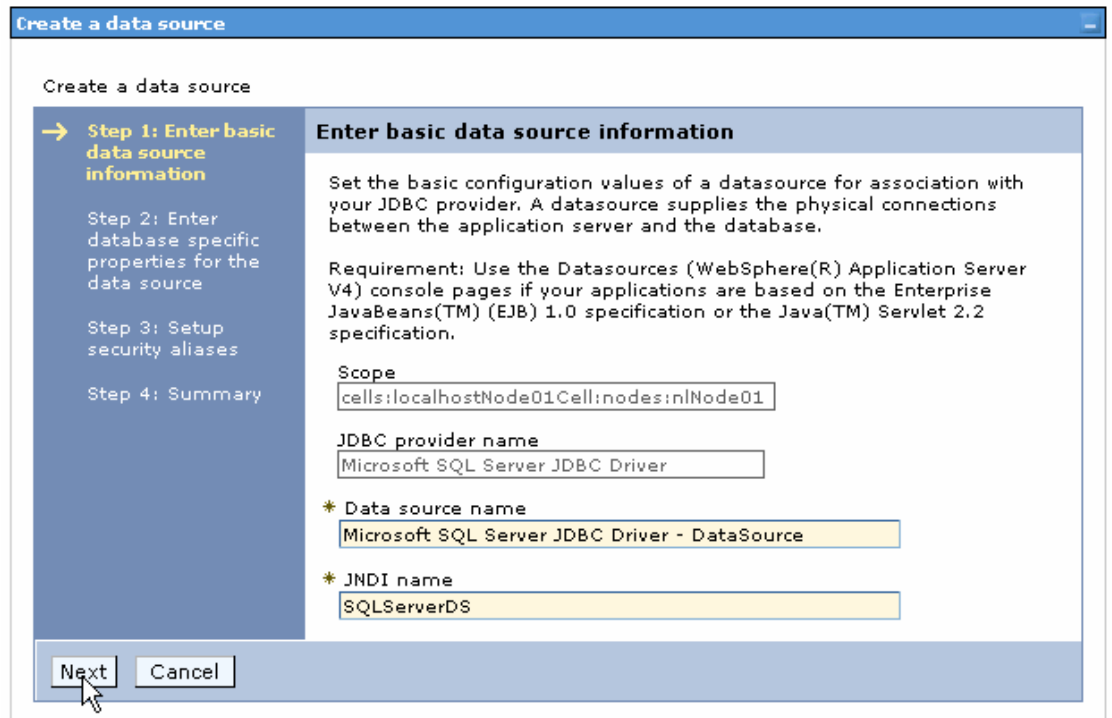 Create a data source
Create a data source
Step 1: Enter basic
data source
information
Step 2: Enter
database specific
properties for the
data source
Step 3: Setup
security aliases
Step 4: Summary
Enter basic data source information
Set the basic configuration values of a datasource for association with
your JDBC provider. A datasource supplies the physical connections
between the application server and the database.
Requirement: Use the Datasources (WebSphere(R) Application Server
V4) console pages if your applications are based on the Enterprise
JavaBeans(TM) (EJB) 1.0 specification or the Java(TM) Servlet 2.2
specification.
Scope
cells:localhostNode01Cell:nodes:nlNode01
JDBC provider name
Microsoft SQL Server JDBC Driver
* Data source name
Microsoft SQL Server JDBC Driver - DataSource
* JNDI name
SQLServerDS
Next
Cancel